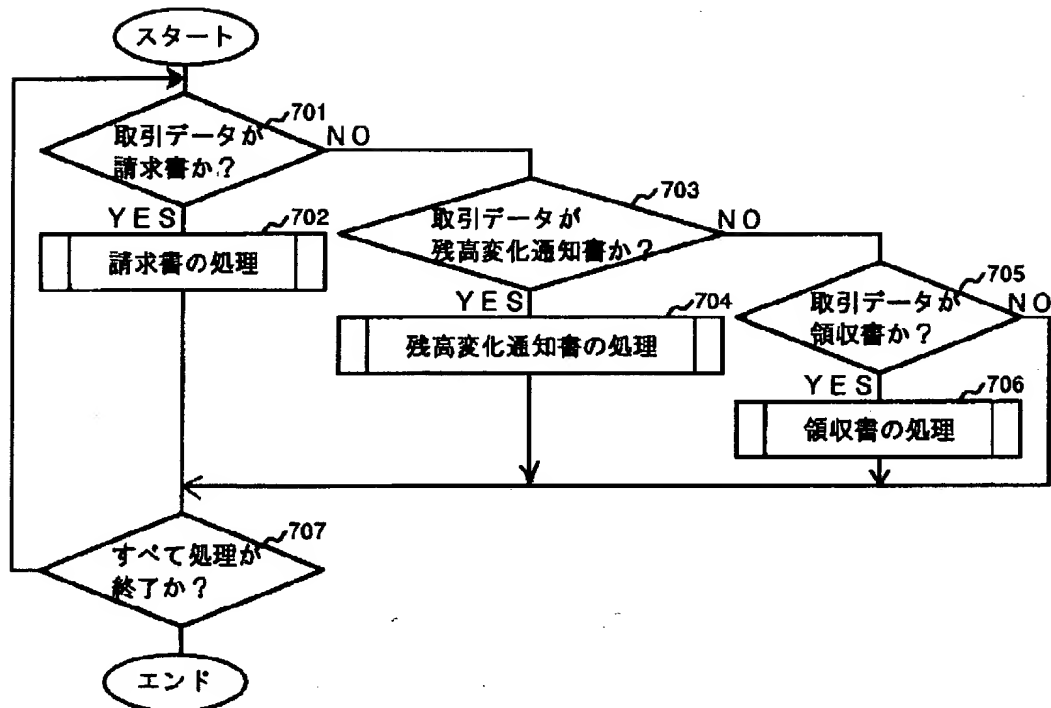 スタート
701
取引データが
請求書か？
NO
YES
702
請求書の処理
703
取引データが
残高変化通知書か？
NO
YES
704
残高変化通知書の処理
705
取引データが
領収書か？
NO
YES
706
領収書の処理
707
すべて処理が
終了か？
エンド